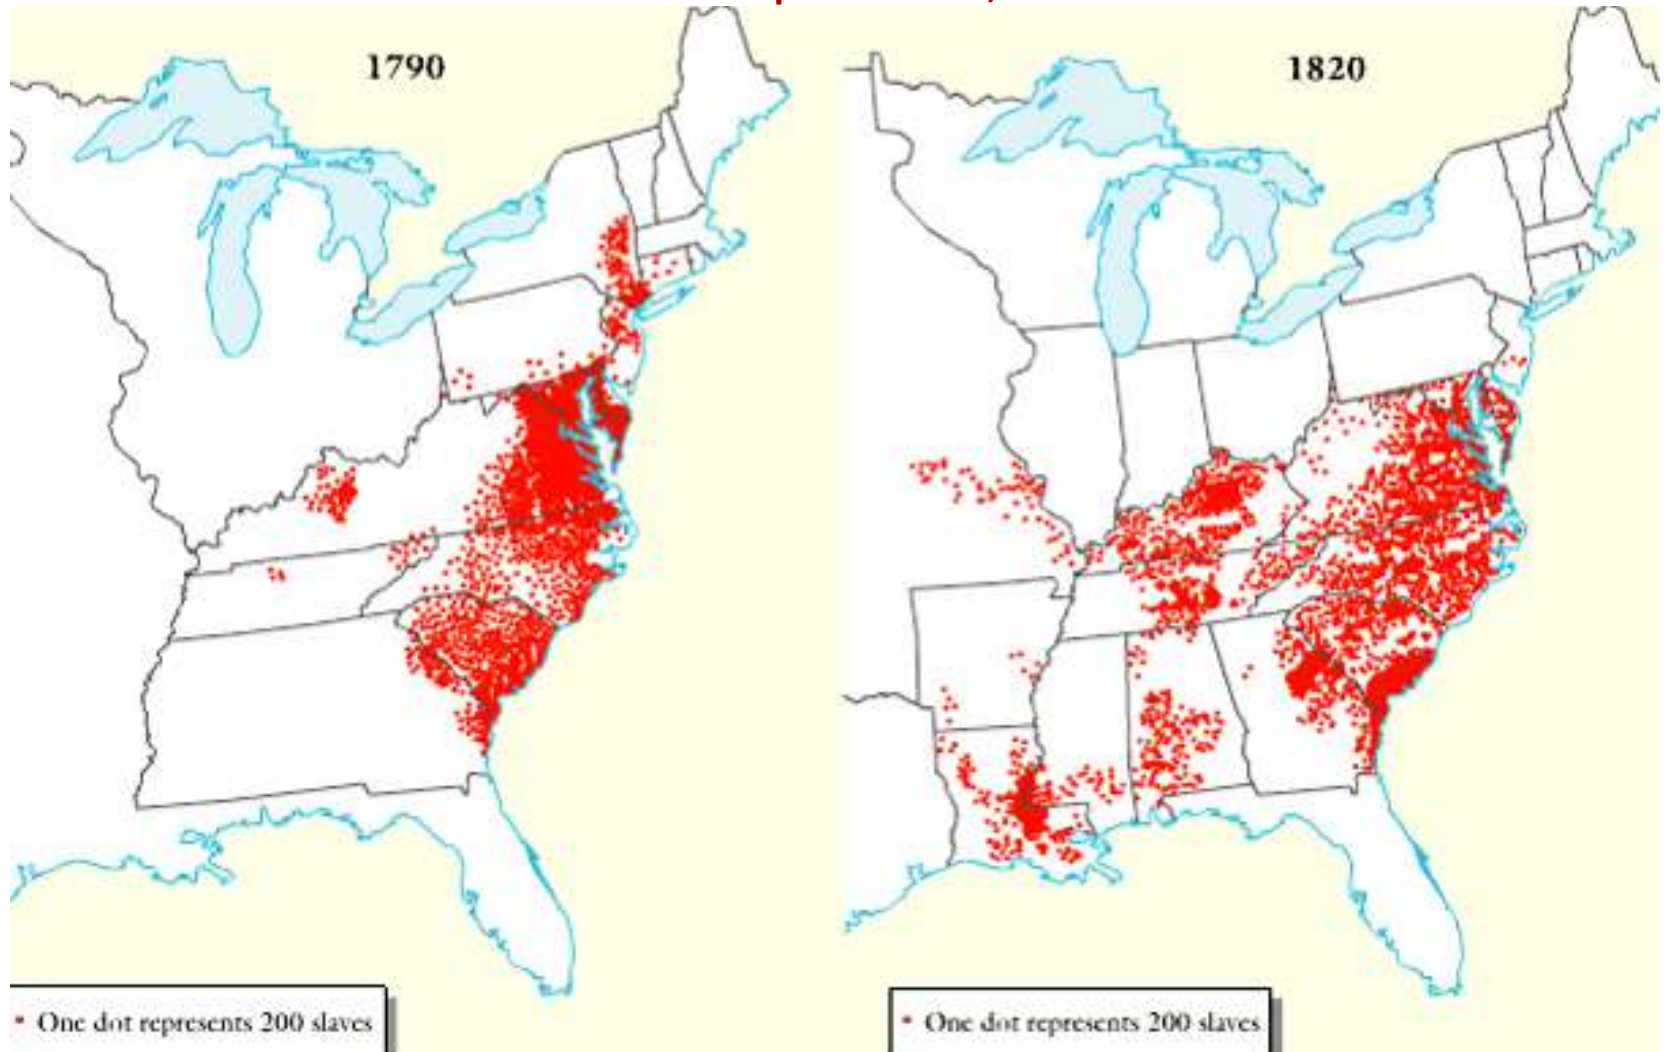 1790
1820
One dot represents 200 slaves
One dot represents 200 slaves